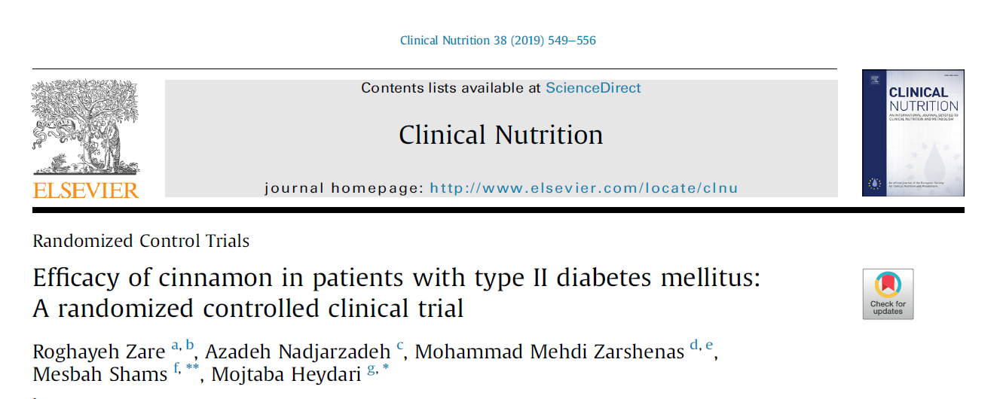 Clinical Nutrition 38 (2019) 549–556
Contents lists available at ScienceDirect
Clinical Nutrition
journal homepage: http://www.elsevier.com/locate/clnu
ELSEVIER
CLINICAL
NUTRITION
AN INTERNATIONAL JOURNAL DEVOTED TO
CLINICAL NUTRITION AND METABOLISM
Randomized Control Trials
Efficacy of cinnamon in patients with type II diabetes mellitus:
A randomized controlled clinical trial
Check for
updates
Roghayeh Zare a, b, Azadeh Nadjarzadeh c, Mohammad Mehdi Zarshenas d, e,
Mesbah Shams f, **, Mojtaba Heydari g, *